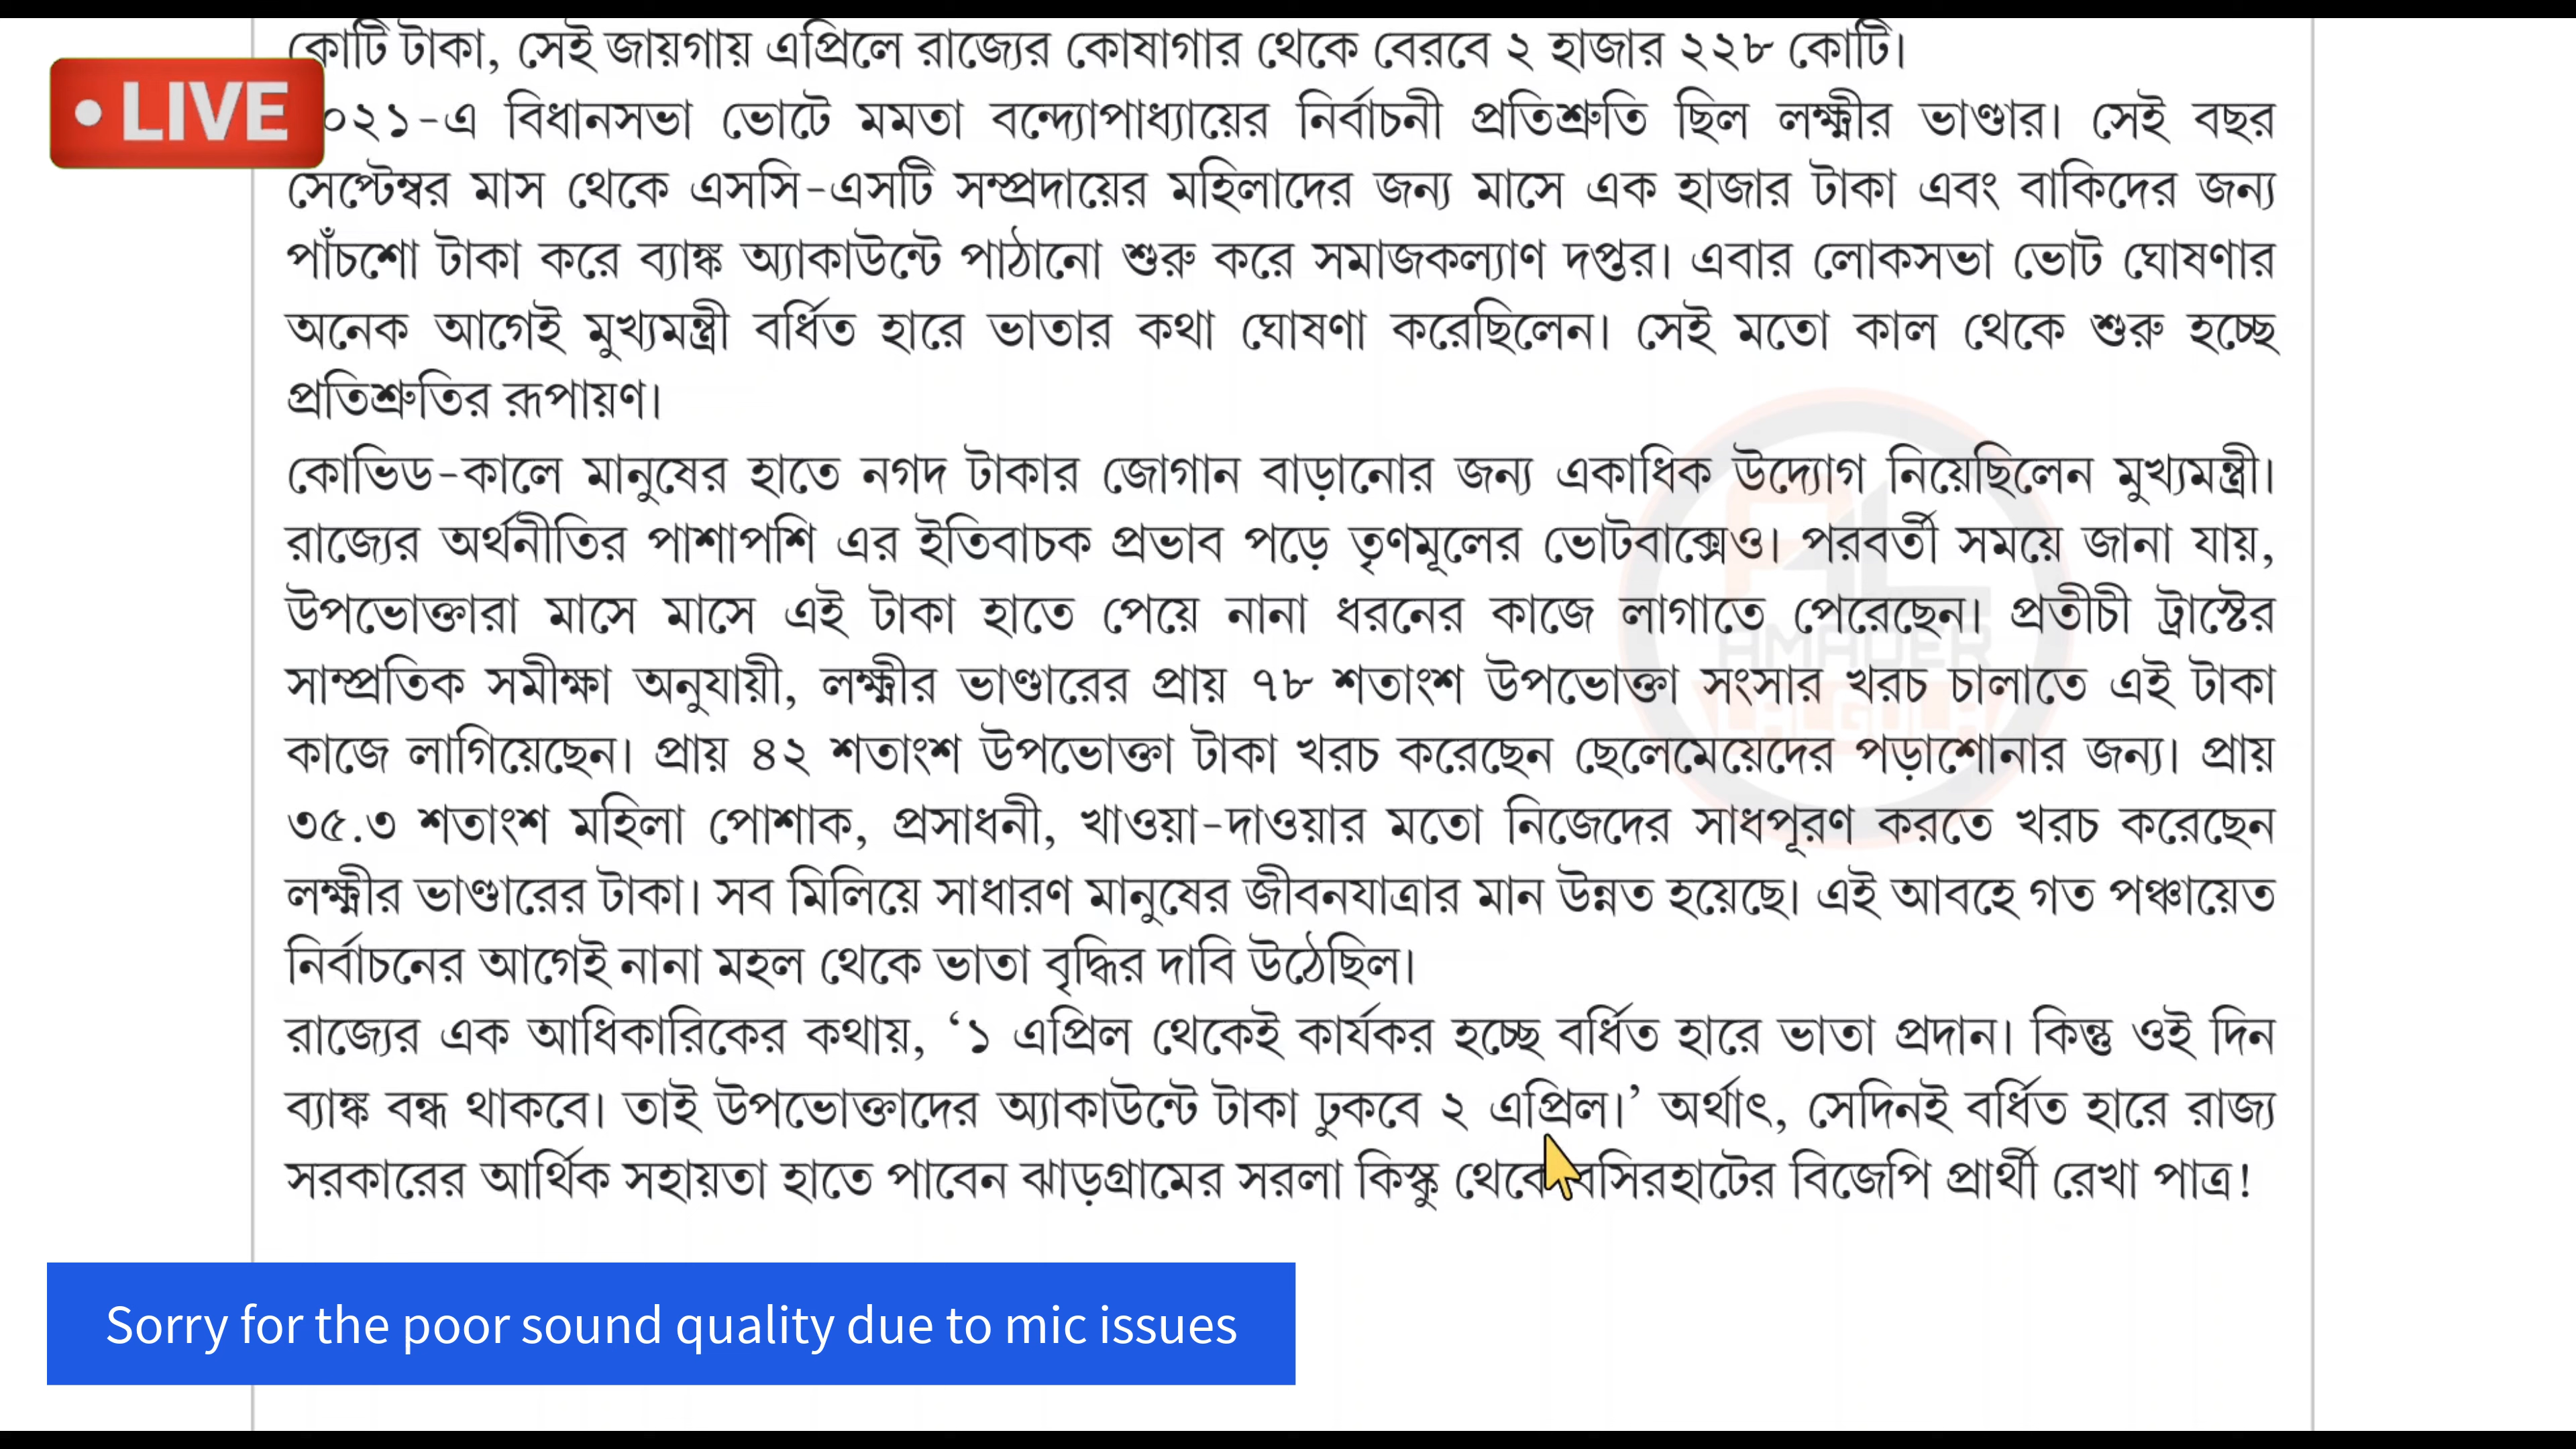 কোটি টাকা, সেই জায়গায় এপ্রিলে রাজ্যের কোষাগার থেকে বেরবে ২ হাজার ২২৮ কোটি।
• LIVE
০২১-এ বিধানসভা ভোটে মমতা বন্দ্যোপাধ্যায়ের নির্বাচনী প্রতিশ্রুতি ছিল লক্ষ্মীর ভাণ্ডার। সেই বছর
সেপ্টেম্বর মাস থেকে এসসি-এসটি সম্প্রদায়ের মহিলাদের জন্য মাসে এক হাজার টাকা এবং বাকিদের জন্য
পাঁচশো টাকা করে ব্যাঙ্ক অ্যাকাউন্টে পাঠানো শুরু করে সমাজকল্যাণ দপ্তর। এবার লোকসভা ভোট ঘোষণার
অনেক আগেই মুখ্যমন্ত্রী বর্ধিত হারে ভাতার কথা ঘোষণা করেছিলেন। সেই মতো কাল থেকে শুরু হচ্ছে
প্রতিশ্রুতির রূপায়ণ।
কোভিড-কালে মানুষের হাতে নগদ টাকার জোগান বাড়ানোর জন্য একাধিক উদ্যোগ নিয়েছিলেন মুখ্যমন্ত্রী।
রাজ্যের অর্থনীতির পাশাপশি এর ইতিবাচক প্রভাব পড়ে তৃণমূলের ভোটবাক্সেও। পরবর্তী সময়ে জানা যায়,
উপভোক্তারা মাসে মাসে এই টাকা হাতে পেয়ে নানা ধরনের কাজে লাগাতে পেরেছেন। প্রতীচী ট্রাস্টের
সাম্প্রতিক সমীক্ষা অনুযায়ী, লক্ষ্মীর ভাণ্ডারের প্রায় ৭৮ শতাংশ উপভোক্তা সংসার খরচ চালাতে এই টাকা
কাজে লাগিয়েছেন। প্রায় ৪২ শতাংশ উপভোক্তা টাকা খরচ করেছেন ছেলেমেয়েদের পড়াশোনার জন্য। প্রায়
৩৫.৩ শতাংশ মহিলা পোশাক, প্রসাধনী, খাওয়া-দাওয়ার মতো নিজেদের সাধপূরণ করতে খরচ করেছেন
লক্ষ্মীর ভাণ্ডারের টাকা। সব মিলিয়ে সাধারণ মানুষের জীবনযাত্রার মান উন্নত হয়েছে। এই আবহে গত পঞ্চায়েত
নির্বাচনের আগেই নানা মহল থেকে ভাতা বৃদ্ধির দাবি উঠেছিল।
রাজ্যের এক আধিকারিকের কথায়, ‘১ এপ্রিল থেকেই কার্যকর হচ্ছে বর্ধিত হারে ভাতা প্রদান। কিন্তু ওই দিন
ব্যাঙ্ক বন্ধ থাকবে। তাই উপভোক্তাদের অ্যাকাউন্টে টাকা ঢুকবে ২ এপ্রিল।’ অর্থাৎ, সেদিনই বর্ধিত হারে রাজ্য
সরকারের আর্থিক সহায়তা হাতে পাবেন ঝাড়গ্রামের সরলা কিস্কু থেকে বসিরহাটের বিজেপি প্রার্থী রেখা পাত্র!
AMADER
LALGOLA
Sorry for the poor sound quality due to mic issues